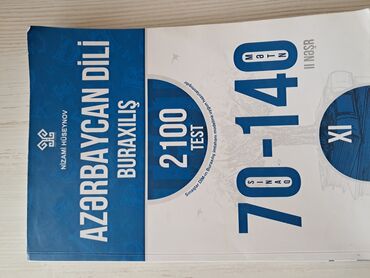 NİZAMİ HÜSEYNOV
AZƏRBAYCAN DİLİ
BURAXILIŞ
2100
TEST
70-140
SINAQ
MƏTN
II NƏŞR
XI